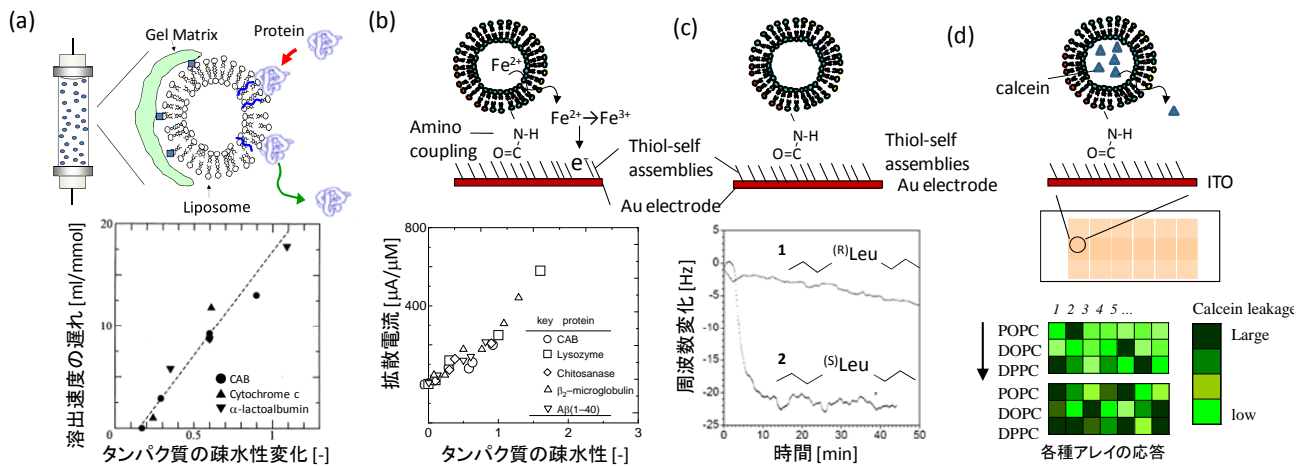 (a)
Gel Matrix
Protein
Liposome
溶出速度の遅れ [ml/mmol]
20
15
10
5
0
0
0.5
1
CAB
Cytochrome c
α-lactoalbumin
タンパク質の疎水性変化 [-]
(b)
Fe2+
Fe2+→Fe3+
Amino
coupling
N-H
O=C
e-
Thiol-self
assemblies
Au electrode
拡散電流 [μA/μM]
800
400
200
0
0
1
2
3
key protein
CAB
Lysozyme
Chitosanase
β2–microglobulin
Aβ(1–40)
タンパク質の疎水性 [-]
(c)
N-H
O=C
Thiol-self
assemblies
Au electrode
周波数変化 [Hz]
5
0
-5
-10
-15
-20
-25
0
10
20
30
40
50
1
(R)Leu
2
(S)Leu
時間 [min]
(d)
calcein
N-H
O=C
ITO
1 2 3 4 5 ...
POPC
DOPC
DPPC
POPC
DOPC
DPPC
Calcein leakage
Large
low
各種アレイの応答